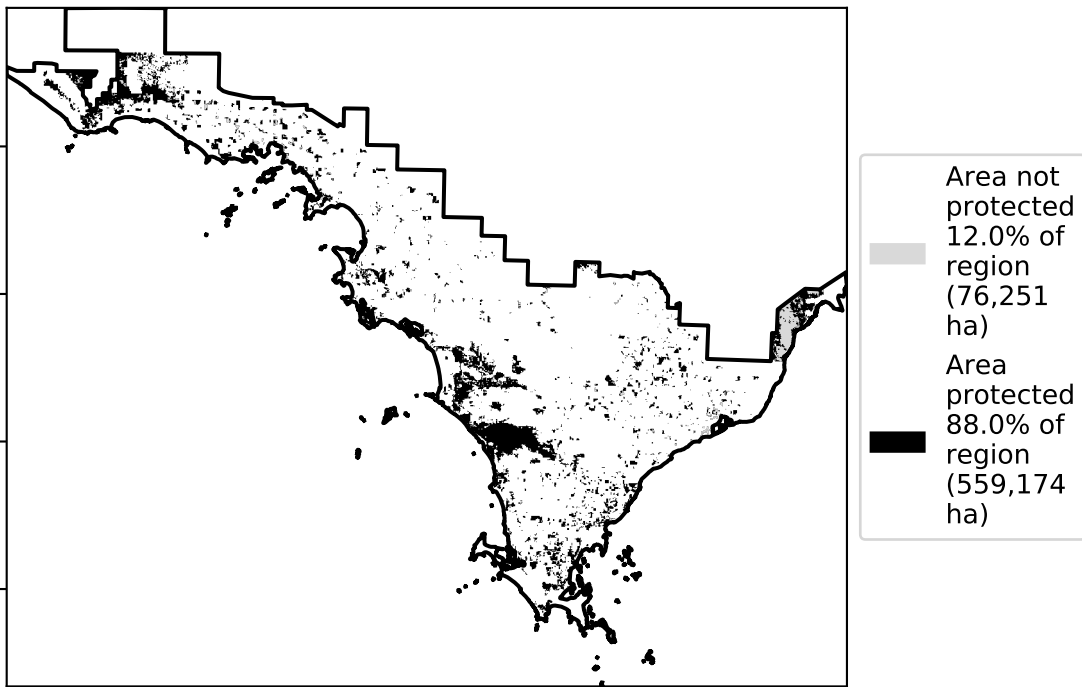 Area not
protected
12.0% of
region
(76,251
ha)
Area
protected
88.0% of
region
(559,174
ha)